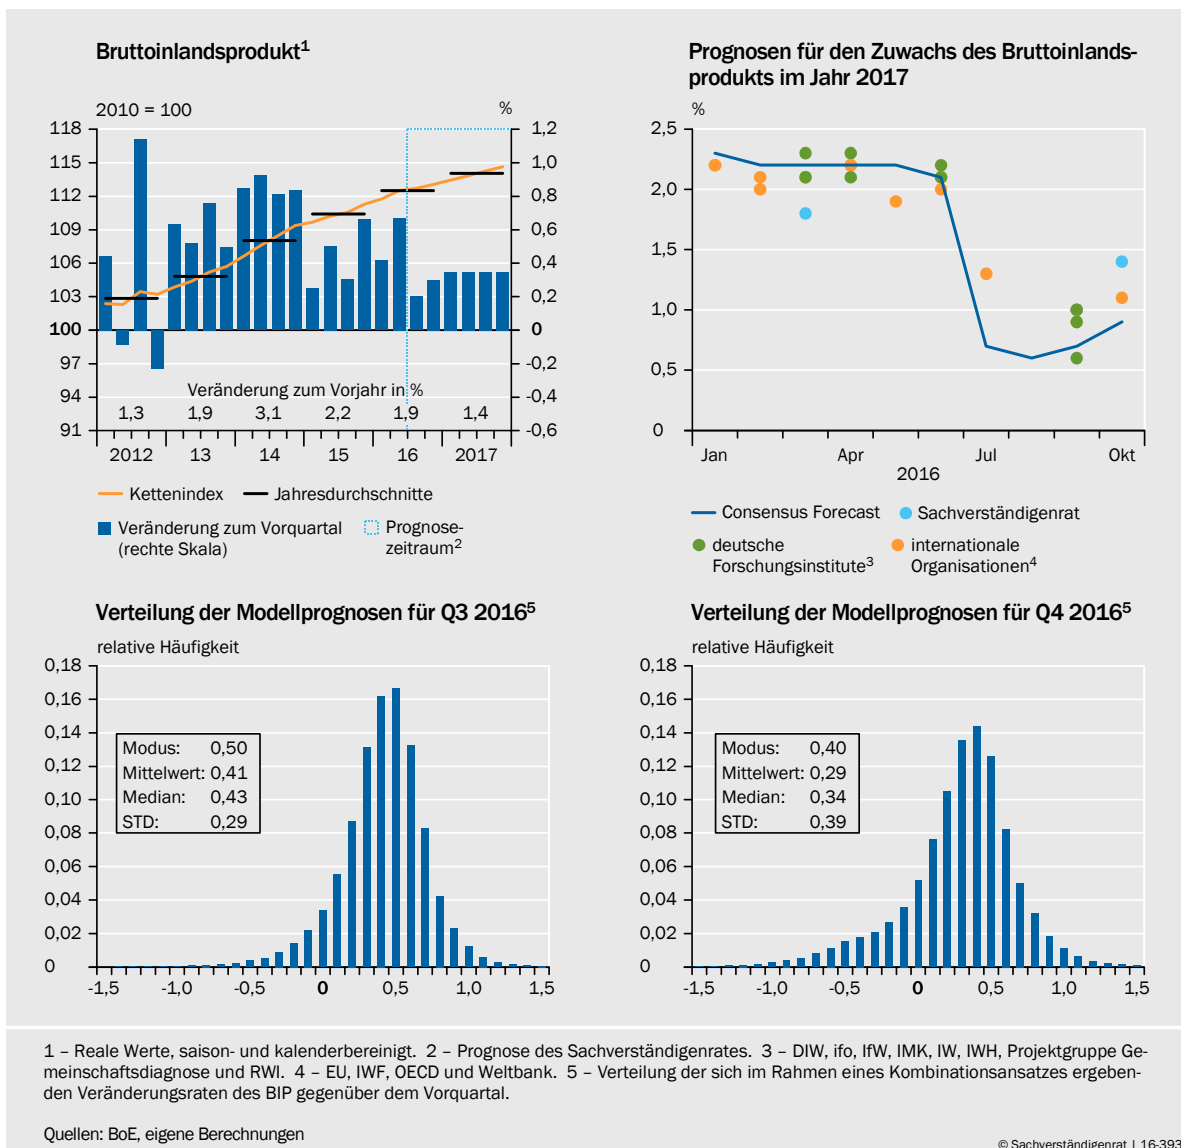 Bruttoinlandsprodukt1
2010 = 100
%
118
115
112
109
106
103
100
97
94
91
1,2
1,0
0,8
0,6
0,4
0,2
0
-0,2
-0,4
-0,6
Veränderung zum Vorjahr in %
1,3 1,9 3,1 2,2 1,9 1,4
2012 13 14 15 16 2017
Kettenindex Jahresdurchschnitte
Veränderung zum Vorquartal
(rechte Skala)
Prognose-
zeitraum2
Prognosen für den Zuwachs des Bruttoinlands-
produkts im Jahr 2017
%
2,5
2,0
1,5
1,0
0,5
0
Jan Apr Jul Okt
2016
Consensus Forecast Sachverständigenrat
deutsche
Forschungsinstitute3
internationale
Organisationen4
Verteilung der Modellprognosen für Q3 20165
relative Häufigkeit
0,18
0,16
0,14
0,12
0,10
0,08
0,06
0,04
0,02
0
Modus: 0,50
Mittelwert: 0,41
Median: 0,43
STD: 0,29
-1,5 -1,0 -0,5 0 0,5 1,0 1,5
Verteilung der Modellprognosen für Q4 20165
relative Häufigkeit
0,18
0,16
0,14
0,12
0,10
0,08
0,06
0,04
0,02
0
Modus: 0,40
Mittelwert: 0,29
Median: 0,34
STD: 0,39
-1,5 -1,0 -0,5 0 0,5 1,0 1,5
1 – Reale Werte, saison- und kalenderbereinigt. 2 – Prognose des Sachverständigenrates. 3 – DIW, ifo, IfW, IMK, IW, IWH, Projektgruppe Ge-
meinschaftsdiagnose und RWI. 4 – EU, IWF, OECD und Weltbank. 5 – Verteilung der sich im Rahmen eines Kombinationsansatzes ergeben-
den Veränderungsraten des BIP gegenüber dem Vorquartal.
Quellen: BoE, eigene Berechnungen
© Sachverständigenrat | 16-393